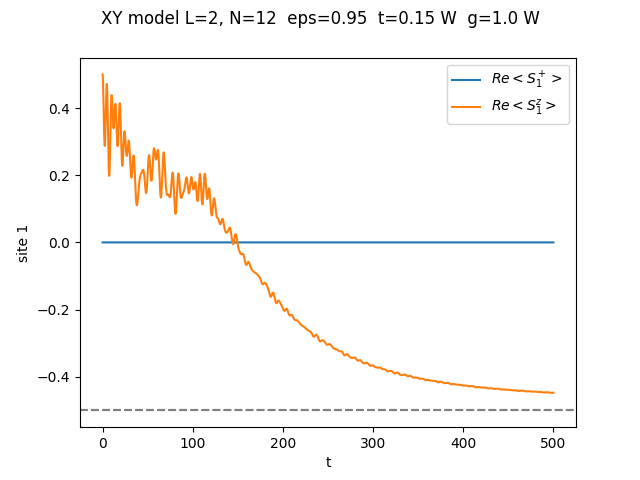 XY model L=2, N=12 eps=0.95 t=0.15 W g=1.0 W
Re < S₁⁺ >
Re < S₁ᶻ >
site 1
0.4
0.2
0.0
−0.2
−0.4
0
100
200
300
400
500
t